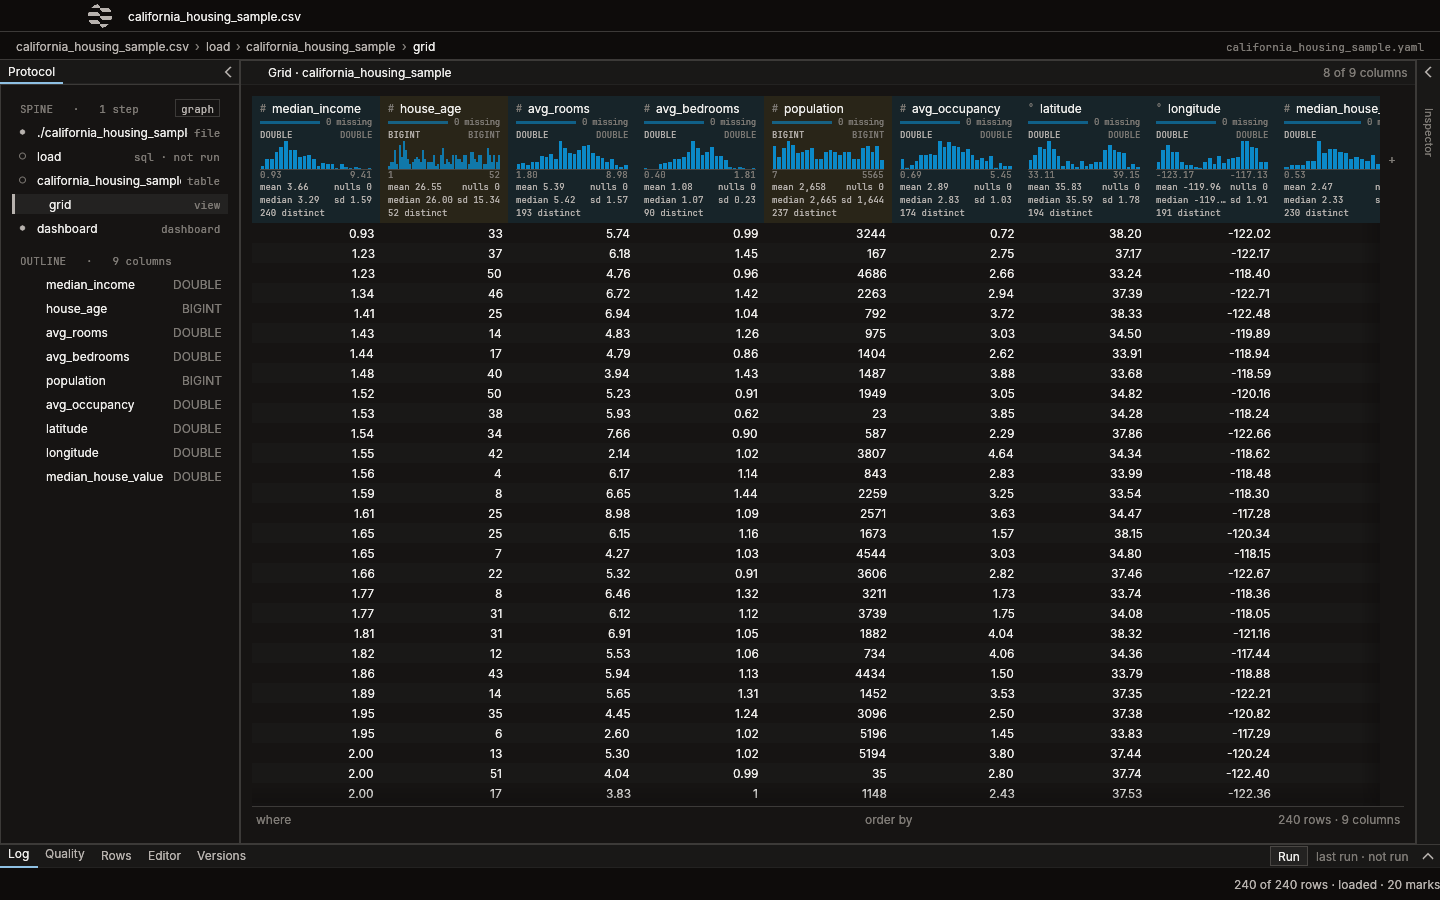 california_housing_sample.csv
california_housing_sample.csv › load › california_housing_sample › grid
california_housing_sample.yaml
Protocol
Grid · california_housing_sample
8 of 9 columns
SPINE · 1 step graph
./california_housing_sampl file
load sql · not run
california_housing_sampl table
grid view
dashboard dashboard
OUTLINE · 9 columns
median_income DOUBLE
house_age BIGINT
avg_rooms DOUBLE
avg_bedrooms DOUBLE
population BIGINT
avg_occupancy DOUBLE
latitude DOUBLE
longitude DOUBLE
median_house_value DOUBLE
# median_income # house_age # avg_rooms # avg_bedrooms # population # avg_occupancy ° latitude ° longitude # median_house_
0 missing 0 missing 0 missing 0 missing 0 missing 0 missing 0 missing 0 missing 0 m
DOUBLE DOUBLE BIGINT BIGINT DOUBLE DOUBLE DOUBLE DOUBLE BIGINT BIGINT DOUBLE DOUBLE DOUBLE DOUBLE DOUBLE DOUBLE DOUBLE
0.93 9.41 1 52 1.80 8.98 0.40 1.81 7 5565 0.69 5.45 33.11 39.15 -123.17 -117.13 0.53
mean 3.66 nulls 0 mean 26.55 nulls 0 mean 5.39 nulls 0 mean 1.08 nulls 0 mean 2,658 nulls 0 mean 2.89 nulls 0 mean 35.83 nulls 0 mean -119.96 nulls 0 mean 2.47 n
median 3.29 sd 1.59 median 26.00 sd 15.34 median 5.42 sd 1.57 median 1.07 sd 0.23 median 2,665 sd 1,644 median 2.83 sd 1.03 median 35.59 sd 1.78 median -119.… sd 1.91 median 2.33 s
240 distinct 52 distinct 193 distinct 90 distinct 237 distinct 174 distinct 194 distinct 191 distinct 230 distinct
0.93 33 5.74 0.99 3244 0.72 38.20 -122.02
1.23 37 6.18 1.45 167 2.75 37.17 -122.17
1.23 50 4.76 0.96 4686 2.66 33.24 -118.40
1.34 46 6.72 1.42 2263 2.94 37.39 -122.71
1.41 25 6.94 1.04 792 3.72 38.33 -122.48
1.43 14 4.83 1.26 975 3.03 34.50 -119.89
1.44 17 4.79 0.86 1404 2.62 33.91 -118.94
1.48 40 3.94 1.43 1487 3.88 33.68 -118.59
1.52 50 5.23 0.91 1949 3.05 34.82 -120.16
1.53 38 5.93 0.62 23 3.85 34.28 -118.24
1.54 34 7.66 0.90 587 2.29 37.86 -122.66
1.55 42 2.14 1.02 3807 4.64 34.34 -118.62
1.56 4 6.17 1.14 843 2.83 33.99 -118.48
1.59 8 6.65 1.44 2259 3.25 33.54 -118.30
1.61 25 8.98 1.09 2571 3.63 34.47 -117.28
1.65 25 6.15 1.16 1673 1.57 38.15 -120.34
1.65 7 4.27 1.03 4544 3.03 34.80 -118.15
1.66 22 5.32 0.91 3606 2.82 37.46 -122.67
1.77 8 6.46 1.32 3211 1.73 33.74 -118.36
1.77 31 6.12 1.12 3739 1.75 34.08 -118.05
1.81 31 6.91 1.05 1882 4.04 38.32 -121.16
1.82 12 5.53 1.06 734 4.06 34.36 -117.44
1.86 43 5.94 1.13 4434 1.50 33.79 -118.88
1.89 14 5.65 1.31 1452 3.53 37.35 -122.21
1.95 35 4.45 1.24 3096 2.50 37.38 -120.82
1.95 6 2.60 1.02 5196 1.45 33.83 -117.29
2.00 13 5.30 1.02 5194 3.80 37.44 -120.24
2.00 51 4.04 0.99 35 2.80 37.74 -122.40
2.00 17 3.83 1 1148 2.43 37.53 -122.36
+
Inspector
where order by 240 rows · 9 columns
Log Quality Rows Editor Versions
Run last run · not run
240 of 240 rows · loaded · 20 marks